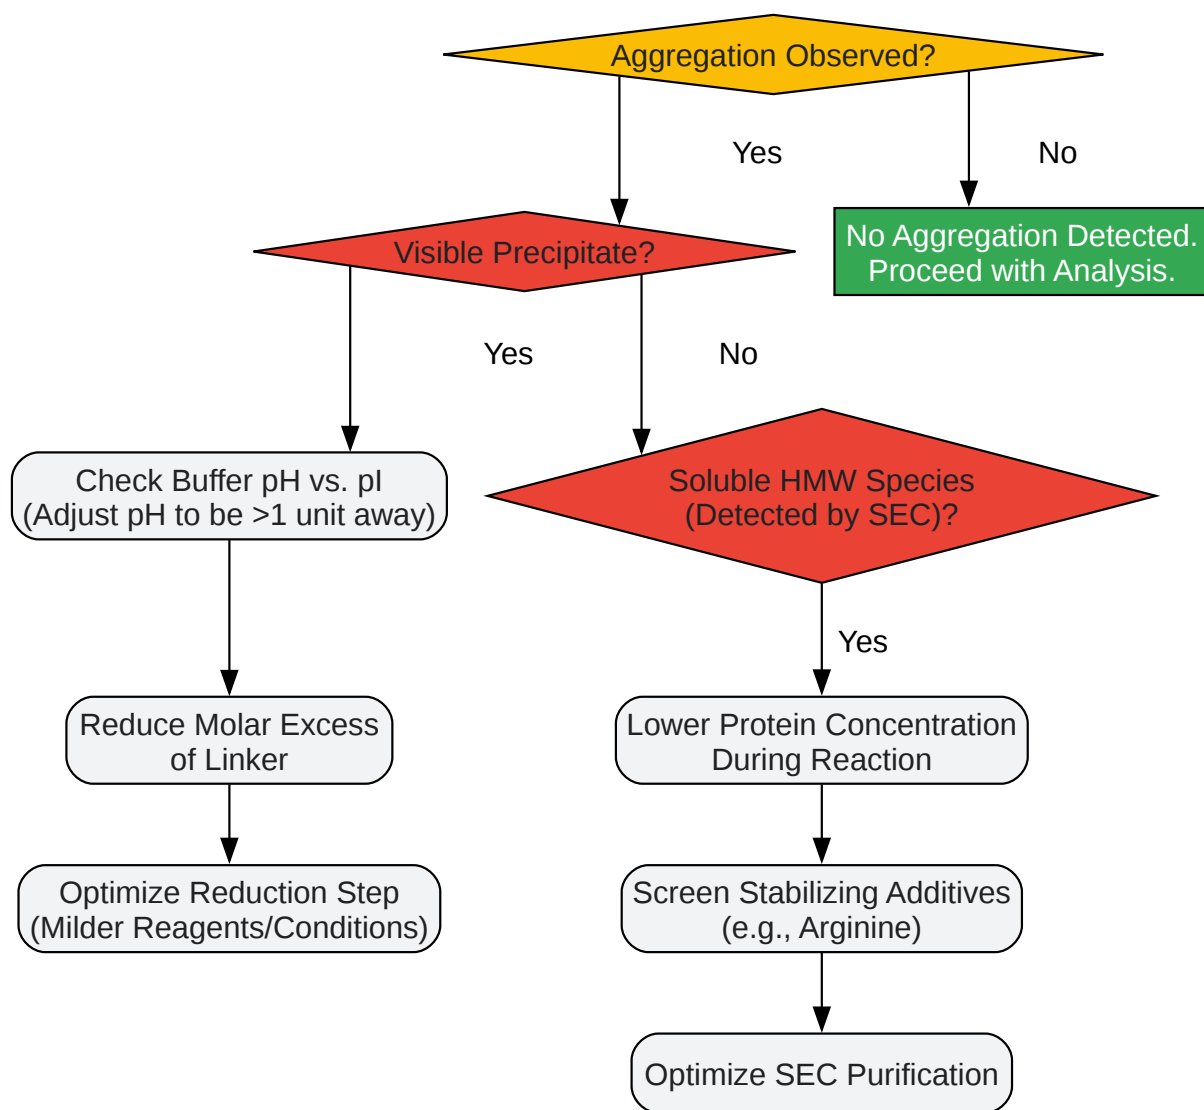 Aggregation Observed?
Yes
No
Visible Precipitate?
No Aggregation Detected.
Proceed with Analysis.
Yes
No
Check Buffer pH vs. pI
(Adjust pH to be >1 unit away)
Soluble HMW Species
(Detected by SEC)?
Yes
Reduce Molar Excess
of Linker
Lower Protein Concentration
During Reaction
Optimize Reduction Step
(Milder Reagents/Conditions)
Screen Stabilizing Additives
(e.g., Arginine)
Optimize SEC Purification